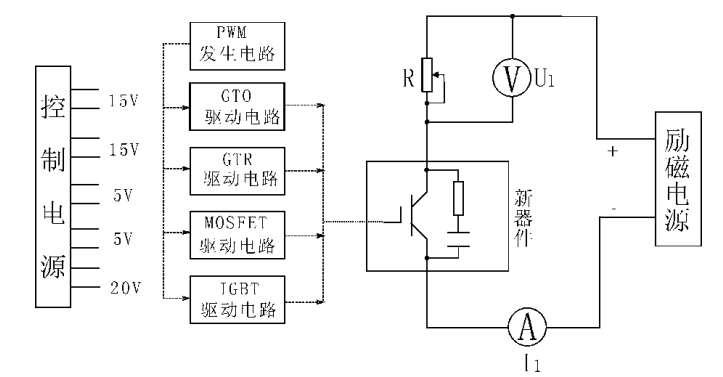 控制电源
15V
15V
5V
5V
20V
PWM
发生电路
GTO
驱动电路
GTR
驱动电路
MOSFET
驱动电路
IGBT
驱动电路
R
V
U1
新器件
A
I1
+
-
励磁电源